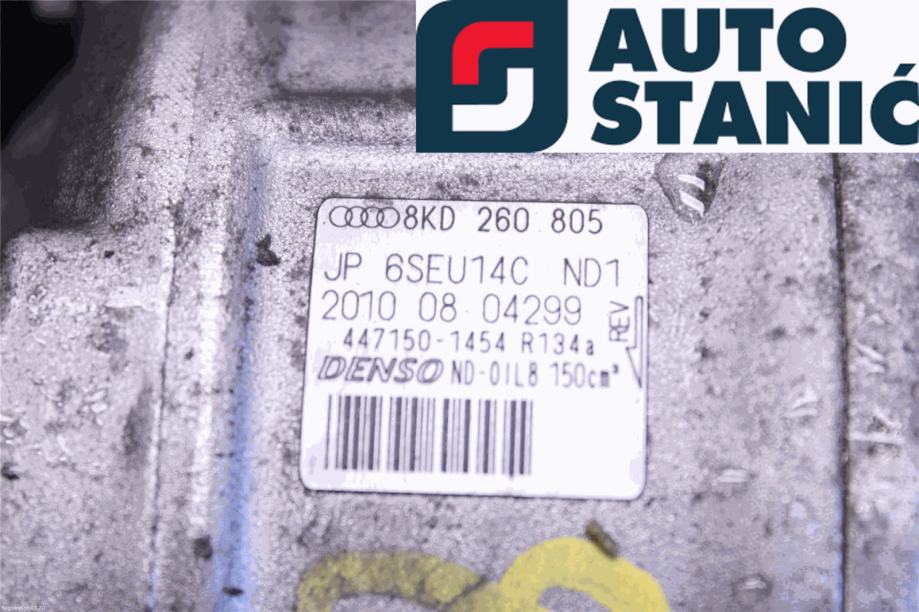 AUTO
STANIĆ
8KD 260 805
JP 6SEU14C ND1
2010 08 04299
REV
447150-1454 R134a
DENSO ND-OIL8 150cm³